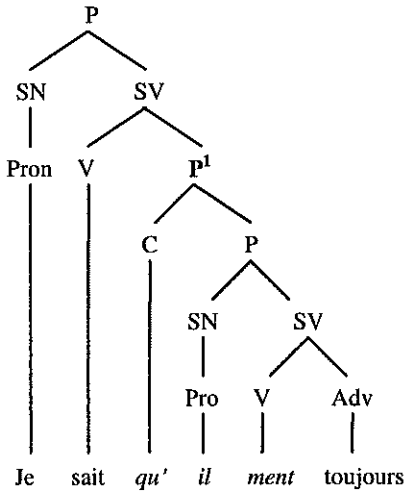 P
SN SV
Pron V P¹
C P
SN SV
Pro V Adv
Je sait qu' il ment toujours